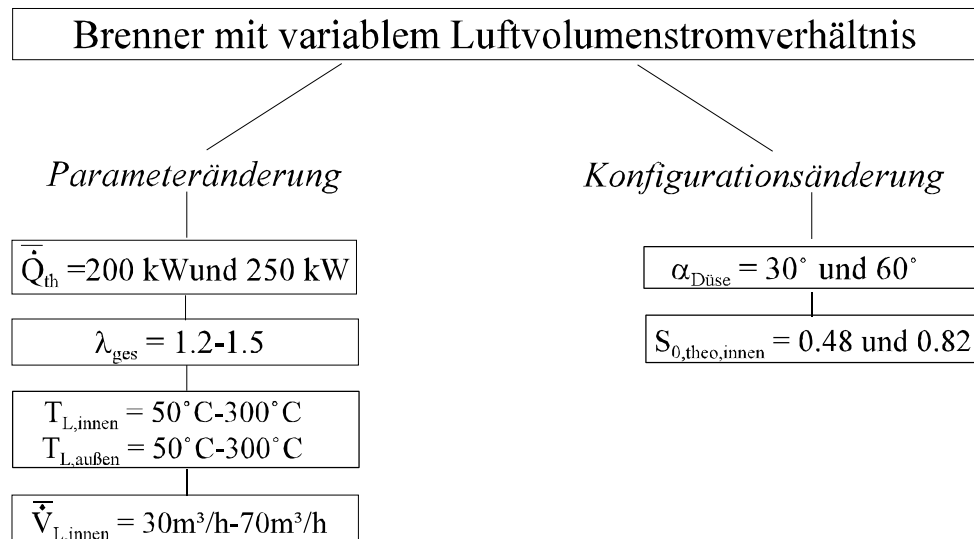 Brenner mit variablem Luftvolumenstromverhältnis
Parameteränderung
Q̇̅th =200 kWund 250 kW
λges = 1.2-1.5
TL,innen = 50°C-300°C
TL,außen = 50°C-300°C
V̇̅L,innen = 30m³/h-70m³/h
Konfigurationsänderung
αDüse = 30° und 60°
S0,theo,innen = 0.48 und 0.82